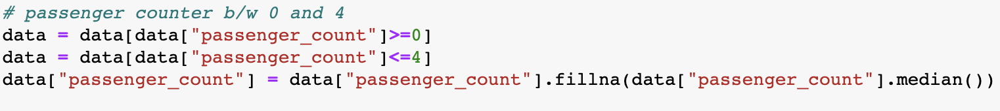 # passenger counter b/w 0 and 4
data = data[data["passenger_count"]>=0]
data = data[data["passenger_count"]<=4]
data["passenger_count"] = data["passenger_count"].fillna(data["passenger_count"].median())